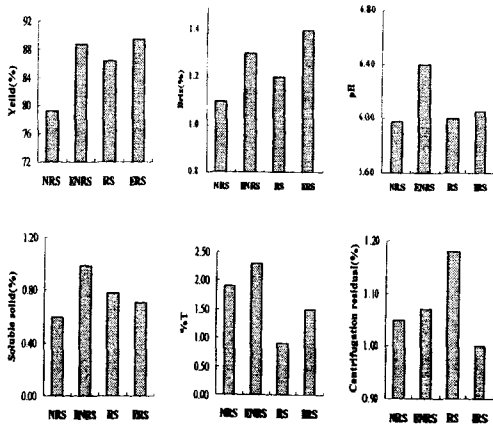 Yeild(%)
92
88
84
80
76
72
NRS ENRS RS ERS
1.4
1.2
1.0
0.8
NRS ENRS RS ERS
pH
6.80
6.40
6.00
5.60
NRS ENRS RS ERS
Soluble solid(%)
1.20
0.80
0.40
0.00
NRS ENRS RS ERS
%T
2.50
2.00
1.50
1.00
0.50
0.00
NRS ENRS RS ERS
Centrifugation residual(%)
1.20
1.10
1.00
0.90
NRS ENRS RS ERS